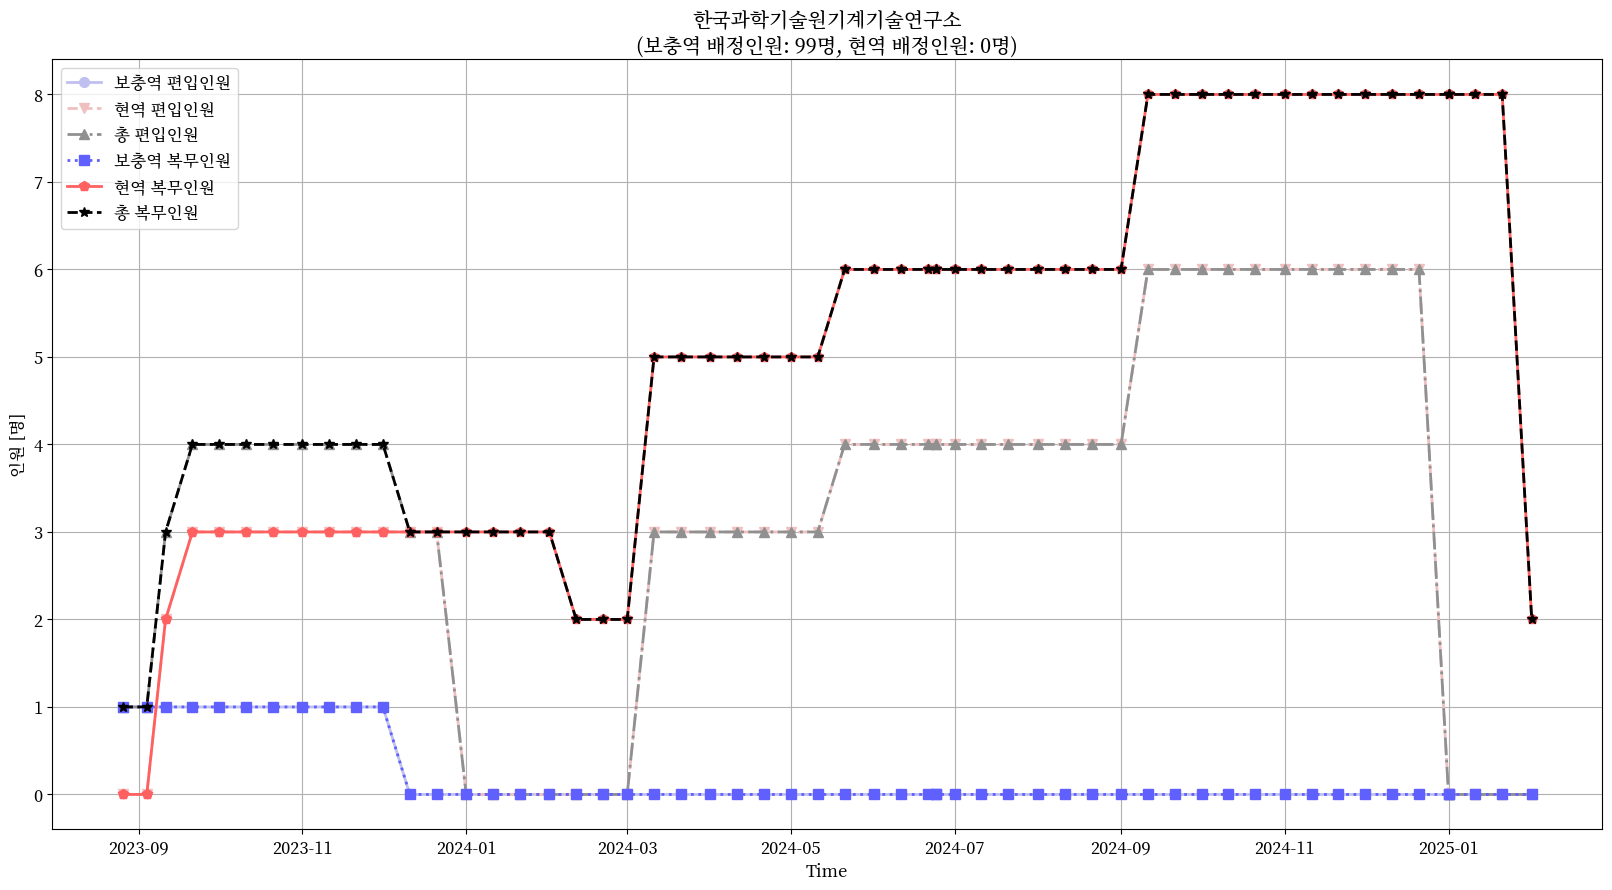 한국과학기술원기계기술연구소
(보충역 배정인원: 99명, 현역 배정인원: 0명)
보충역 편입인원
현역 편입인원
총 편입인원
보충역 복무인원
현역 복무인원
총 복무인원
인원 [명]
8
7
6
5
4
3
2
1
0
2023-09
2023-11
2024-01
2024-03
2024-05
2024-07
2024-09
2024-11
2025-01
Time